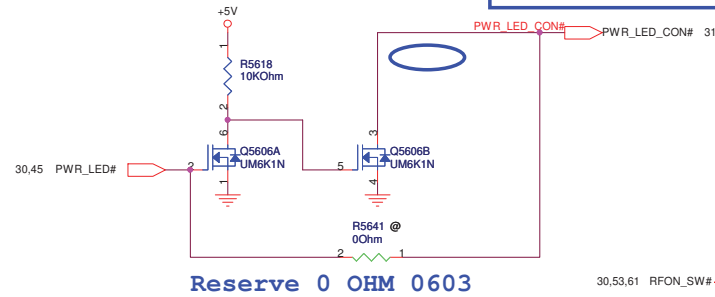 +5V
PWR_LED_CON#
PWR_LED_CON# 31
1
R5618
10KOhm
2
6
Q5606A
UM6K1N
3
Q5606B
UM6K1N
30,45 PWR_LED#
2
1
5
4
R5641 @
0Ohm
2
1
Reserve 0 OHM 0603
30,53,61 RFON_SW#